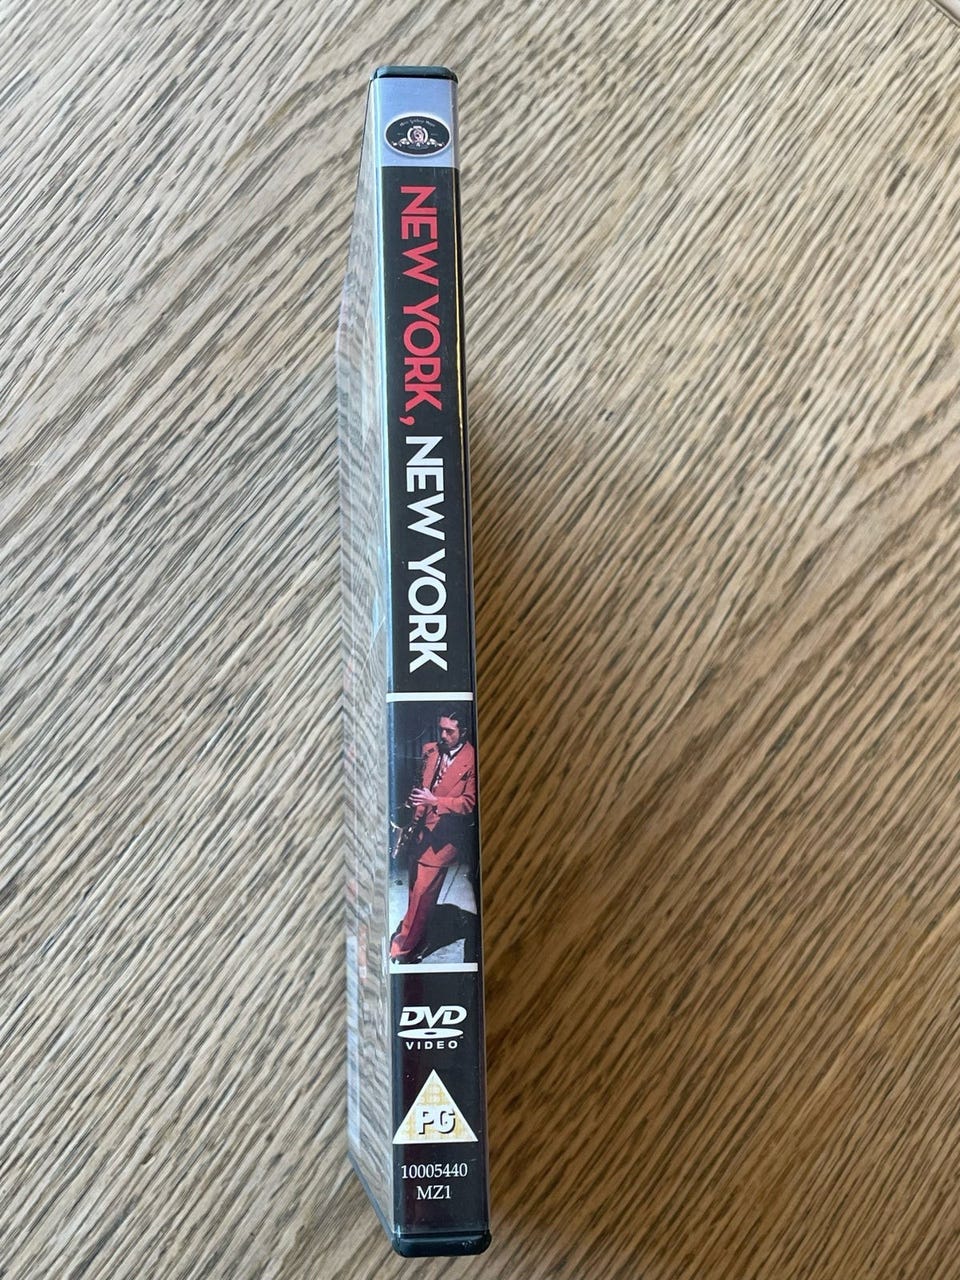 NEW YORK, NEW YORK
DVD
VIDEO
PG
10005440
MZ1